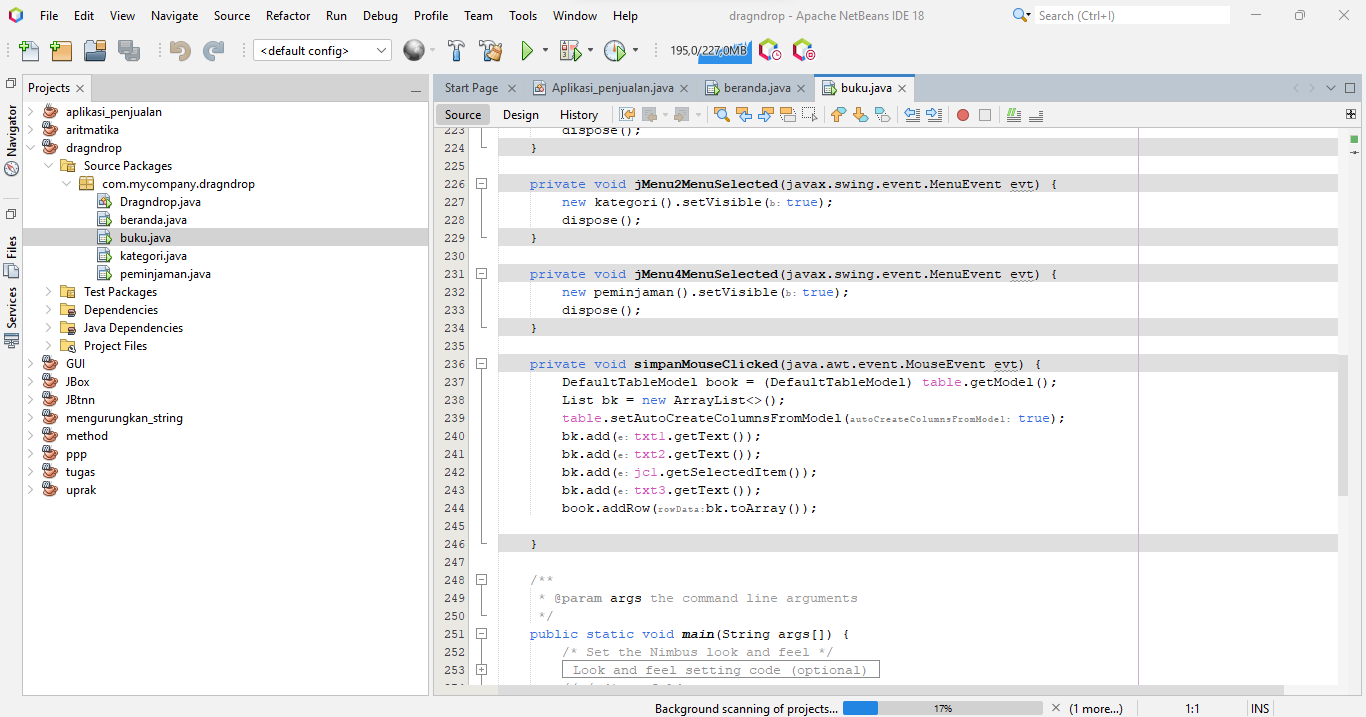 File Edit View Navigate Source Refactor Run Debug Profile Team Tools Window Help
dragndrop - Apache NetBeans IDE 18
Search (Ctrl+I)
<default config>
195,0/227,0MB
Projects
Start Page
Aplikasi_penjualan.java
beranda.java
buku.java
Navigator
Files
Services
aplikasi_penjualan
aritmatika
dragndrop
Source Packages
com.mycompany.dragndrop
Dragndrop.java
beranda.java
buku.java
kategori.java
peminjaman.java
Test Packages
Dependencies
Java Dependencies
Project Files
GUI
JBox
JBtnn
mengurungkan_string
method
ppp
tugas
uprak
Source Design History
223 dispose();
224 }
225
226 private void jMenu2MenuSelected(javax.swing.event.MenuEvent evt) {
227 new kategori().setVisible(b: true);
228 dispose();
229 }
230
231 private void jMenu4MenuSelected(javax.swing.event.MenuEvent evt) {
232 new peminjaman().setVisible(b: true);
233 dispose();
234 }
235
236 private void simpanMouseClicked(java.awt.event.MouseEvent evt) {
237 DefaultTableModel book = (DefaultTableModel) table.getModel();
238 List bk = new ArrayList<>();
239 table.setAutoCreateColumnsFromModel(autoCreateColumnsFromModel: true);
240 bk.add(e: txt1.getText());
241 bk.add(e: txt2.getText());
242 bk.add(e: jc1.getSelectedItem());
243 bk.add(e: txt3.getText());
244 book.addRow(rowData:bk.toArray());
245
246 }
247
248 /**
249 * @param args the command line arguments
250 */
251 public static void main(String args[]) {
252 /* Set the Nimbus look and feel */
253 Look and feel setting code (optional)
Background scanning of projects... 17% (1 more...) 1:1 INS